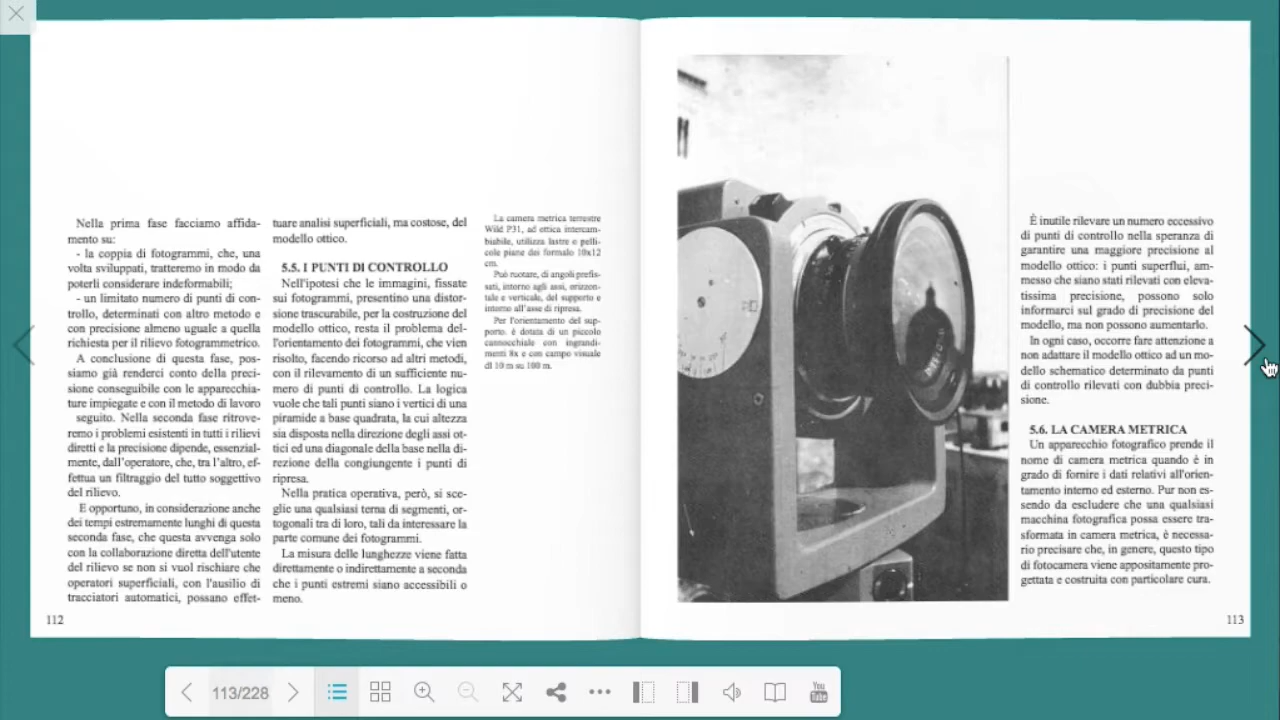 Nella prima fase facciamo affida-
mento su:
- la coppia di fotogrammi, che, una
volta sviluppati, tratteremo in modo da
poterli considerare indeformabili;
- un limitato numero di punti di con-
trollo, determinati con altro metodo e
con precisione almeno uguale a quella
richiesta per il rilievo fotogrammetrico.
A conclusione di questa fase, pos-
siamo già renderci conto della preci-
sione conseguibile con le apparecchia-
ture impiegate e con il metodo di lavoro
seguito. Nella seconda fase ritrove-
remo i problemi esistenti in tutti i rilievi
diretti e la precisione dipende, essenzial-
mente, dall'operatore, che, tra l'altro, ef-
fettua un filtraggio del tutto soggettivo
del rilievo.
E opportuno, in considerazione anche
dei tempi estremamente lunghi di questa
seconda fase, che questa avvenga solo
con la collaborazione diretta dell'utente
del rilievo se non si vuol rischiare che
operatori superficiali, con l'ausilio di
tracciatori automatici, possano effet-
tuare analisi superficiali, ma costose, del
modello ottico.
5.5. I PUNTI DI CONTROLLO
Nell'ipotesi che le immagini, fissate
sui fotogrammi, presentino una distor-
sione trascurabile, per la costruzione del
modello ottico, resta il problema del-
l'orientamento dei fotogrammi, che vien
risolto, facendo ricorso ad altri metodi,
con il rilevamento di un sufficiente nu-
mero di punti di controllo. La logica
vuole che tali punti siano i vertici di una
piramide a base quadrata, la cui altezza
sia disposta nella direzione degli assi ot-
tici ed una diagonale della base nella di-
rezione della congiungente i punti di
ripresa.
Nella pratica operativa, però, si sce-
glie una qualsiasi terna di segmenti, or-
togonali tra di loro, tali da interessare la
parte comune dei fotogrammi.
La misura delle lunghezze viene fatta
direttamente o indirettamente a seconda
che i punti estremi siano accessibili o
meno.
La camera metrica terrestre
Wild P31, ad ottica intercam-
biabile, utilizza lastre e pelli-
cole piane dei formato 10x12
cm.
Può ruotare, di angoli prefis-
sati, intorno agli assi, orizzon-
tale e verticale, del supporto e
intorno all'asse di ripresa.
Per l'orientamento del sup-
porto. è dotata di un piccolo
cannocchiale con ingrandi-
menti 8x e con campo visuale
di 10 m su 100 m.
112
È inutile rilevare un numero eccessivo
di punti di controllo nella speranza di
garantire una maggiore precisione al
modello ottico: i punti superflui, am-
messo che siano stati rilevati con eleva-
tissima precisione, possono solo
informarci sul grado di precisione del
modello, ma non possono aumentarlo.
In ogni caso, occorre fare attenzione a
non adattare il modello ottico ad un mo-
dello schematico determinato da punti
di controllo rilevati con dubbia preci-
sione.
5.6. LA CAMERA METRICA
Un apparecchio fotografico prende il
nome di camera metrica quando è in
grado di fornire i dati relativi all'orien-
tamento interno ed esterno. Pur non es-
sendo da escludere che una qualsiasi
macchina fotografica possa essere tra-
sformata in camera metrica, è necessa-
rio precisare che, in genere, questo tipo
di fotocamera viene appositamente pro-
gettata e costruita con particolare cura.
113
113/228
You
Tube